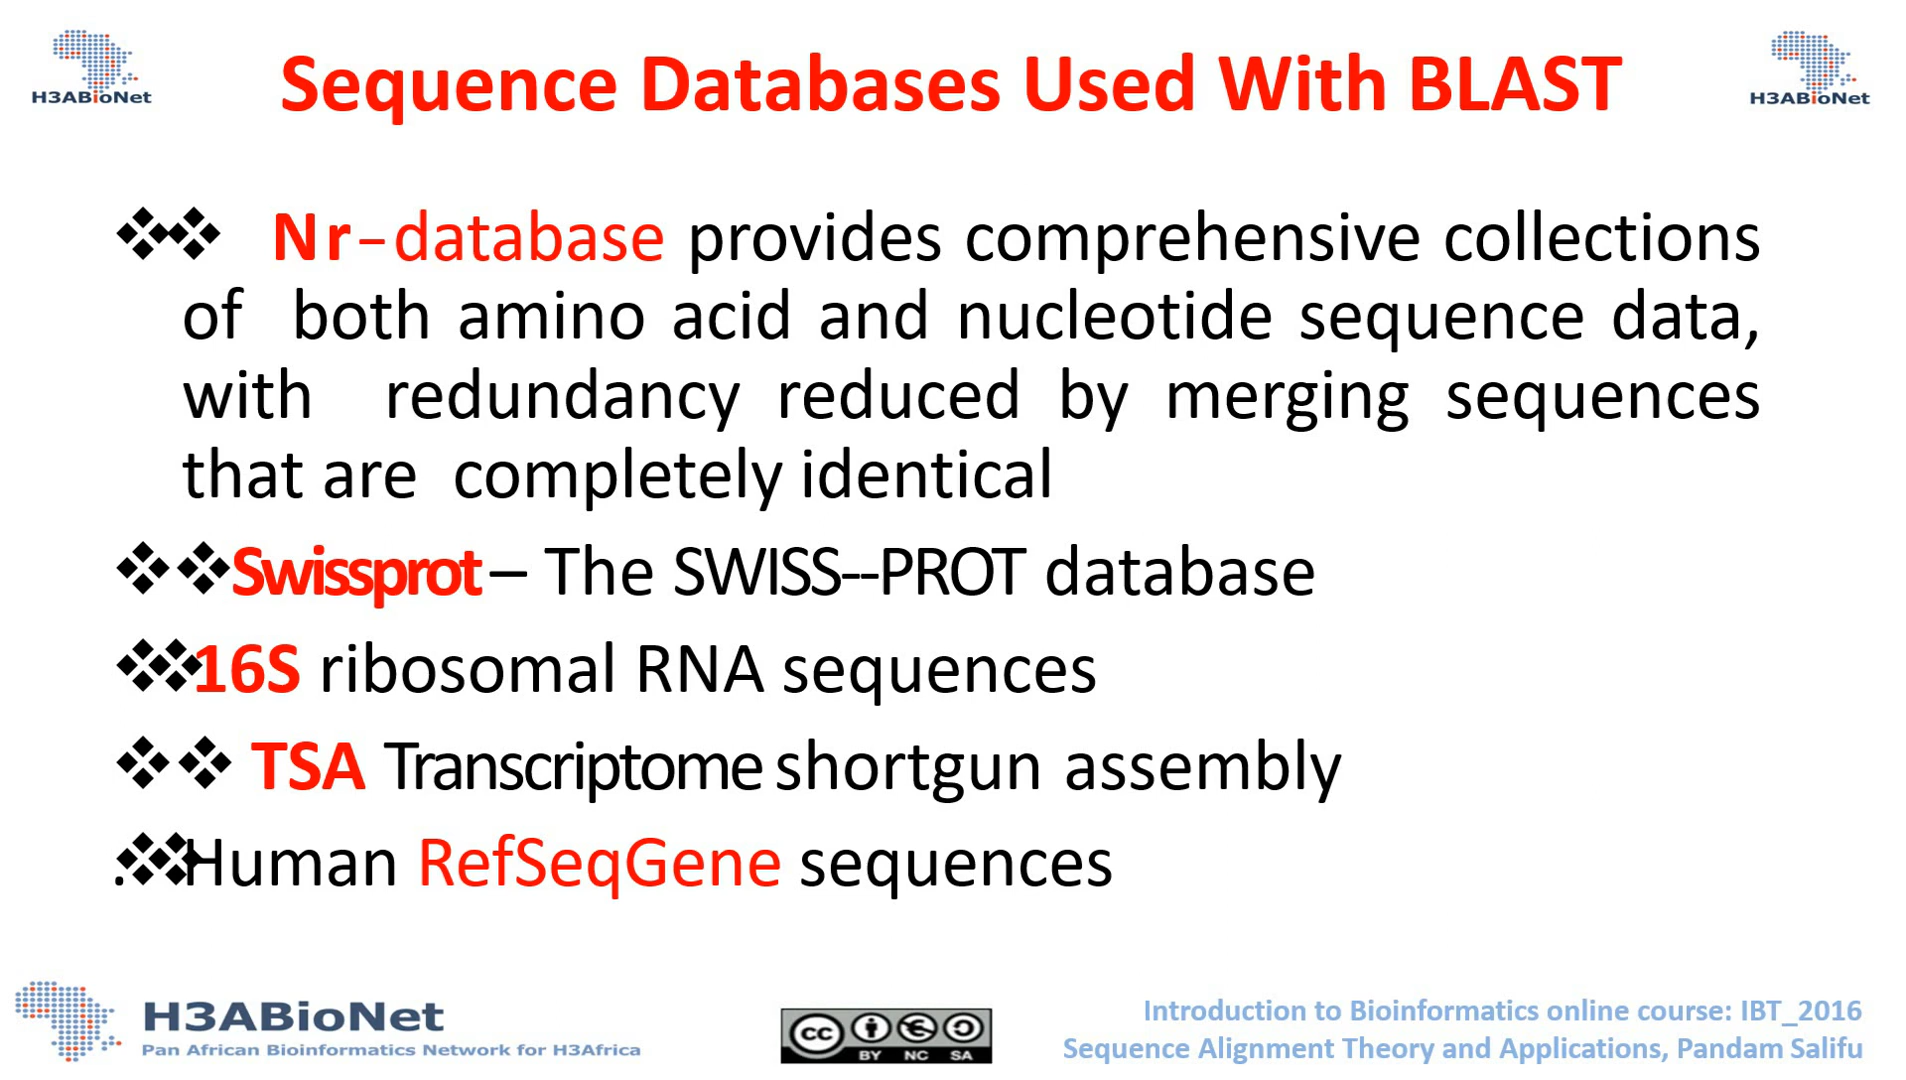 H3ABioNet
Sequence Databases Used With BLAST
H3ABioNet
❖❖ Nr-database provides comprehensive collections
of both amino acid and nucleotide sequence data,
with redundancy reduced by merging sequences
that are completely identical
❖❖Swissprot – The SWISS--PROT database
❖❖16S ribosomal RNA sequences
❖❖ TSA Transcriptome shortgun assembly
.❖❖Human RefSeqGene sequences
H3ABioNet
Pan African Bioinformatics Network for H3Africa
cc BY NC SA
Introduction to Bioinformatics online course: IBT_2016
Sequence Alignment Theory and Applications, Pandam Salifu